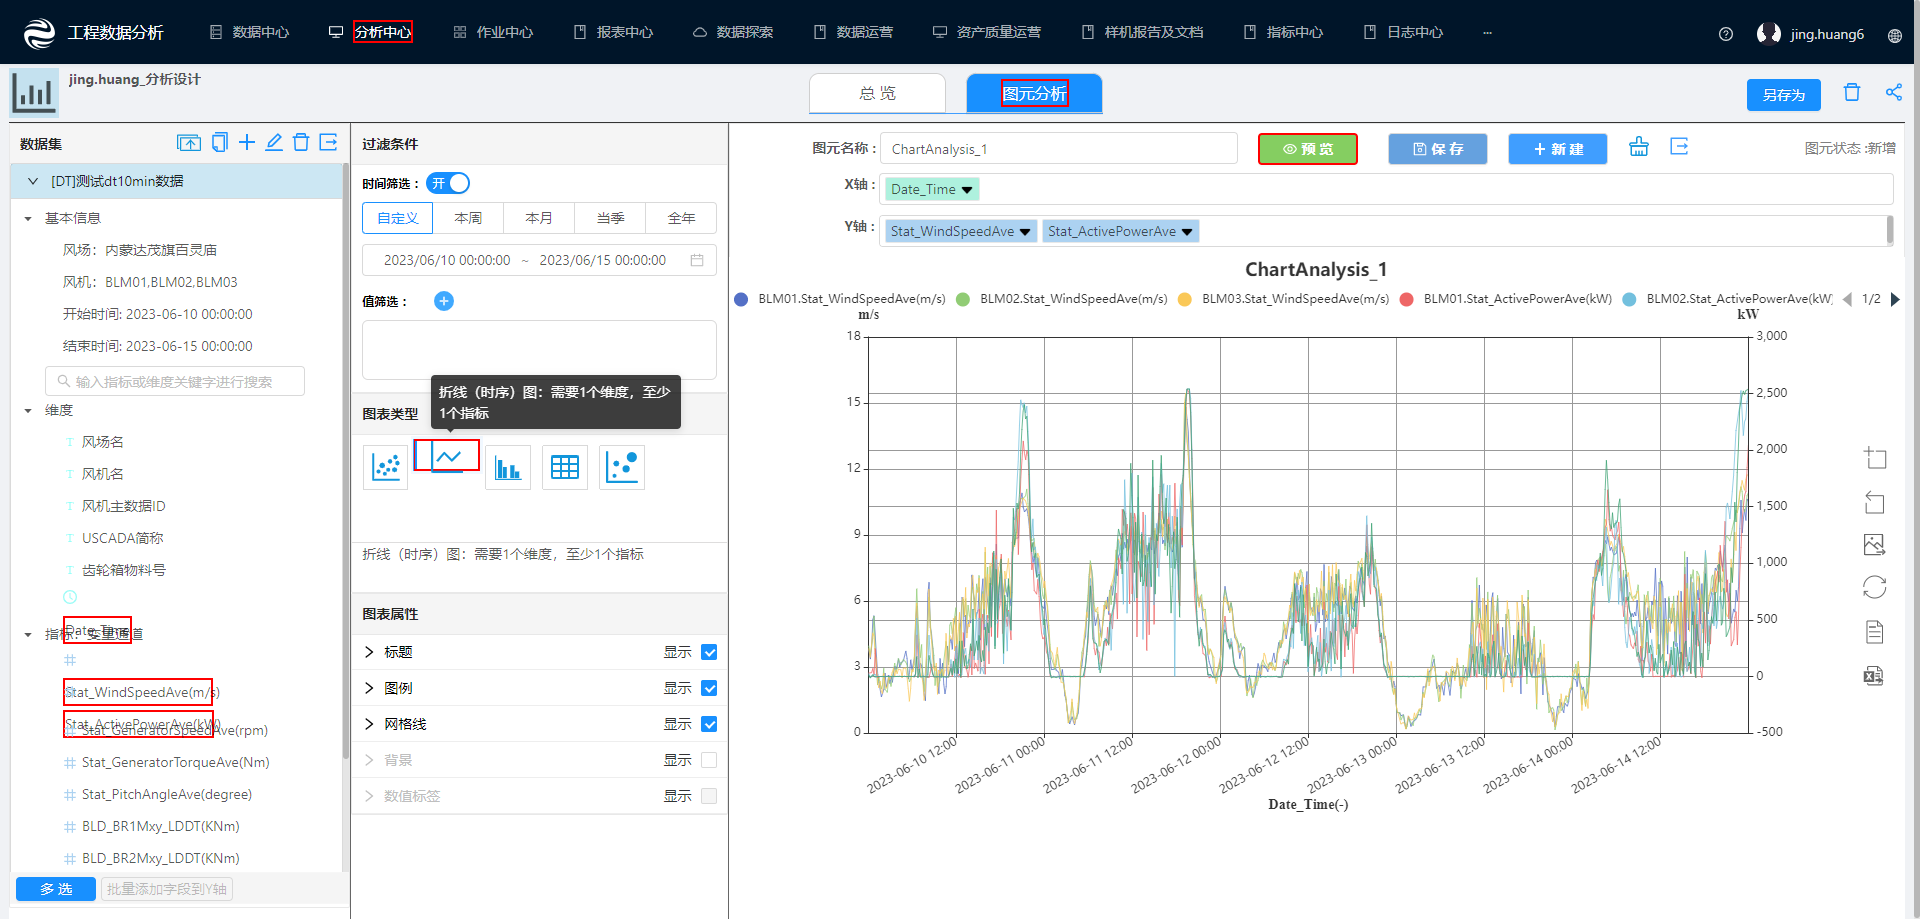 工程数据分析
数据中心
分析中心
作业中心
报表中心
数据探索
数据运营
资产质量运营
样机报告及文档
指标中心
日志中心
...
jing.huang6
jing.huang_分析设计
总 览
图元分析
另存为
数据集
[DT]测试dt10min数据
基本信息
风场: 内蒙达茂旗百灵庙
风机: BLM01,BLM02,BLM03
开始时间: 2023-06-10 00:00:00
结束时间: 2023-06-15 00:00:00
输入指标或维度关键字进行搜索
维度
风场名
风机名
风机主数据ID
USCADA简称
齿轮箱物料号
Date_Time
指标: 变量通道
Stat_WindSpeedAve(m/s)
Stat_ActivePowerAve(kW)
Stat_GeneratorSpeedAve(rpm)
Stat_GeneratorTorqueAve(Nm)
Stat_PitchAngleAve(degree)
BLD_BR1Mxy_LDDT(KNm)
BLD_BR2Mxy_LDDT(KNm)
多 选
批量添加字段到Y轴
过滤条件
时间筛选：
开
自定义
本周
本月
当季
全年
2023/06/10 00:00:00 ~ 2023/06/15 00:00:00
值筛选：
图表类型
折线（时序）图：需要1个维度，至少
1个指标
折线（时序）图：需要1个维度，至少1个指标
图表属性
标题 显示
图例 显示
网格线 显示
背景 显示
数值标签 显示
图元名称 :
ChartAnalysis_1
预 览
保 存
新 建
图元状态 :新增
X轴 :
Date_Time
Y轴 :
Stat_WindSpeedAve
Stat_ActivePowerAve
ChartAnalysis_1
BLM01.Stat_WindSpeedAve(m/s)
BLM02.Stat_WindSpeedAve(m/s)
BLM03.Stat_WindSpeedAve(m/s)
BLM01.Stat_ActivePowerAve(kW)
BLM02.Stat_ActivePowerAve(kW)
1/2
m/s
kW
18
15
12
9
6
3
0
3,000
2,500
2,000
1,500
1,000
500
0
-500
2023-06-10 12:00
2023-06-11 00:00
2023-06-11 12:00
2023-06-12 00:00
2023-06-12 12:00
2023-06-13 00:00
2023-06-13 12:00
2023-06-14 00:00
2023-06-14 12:00
Date_Time(-)